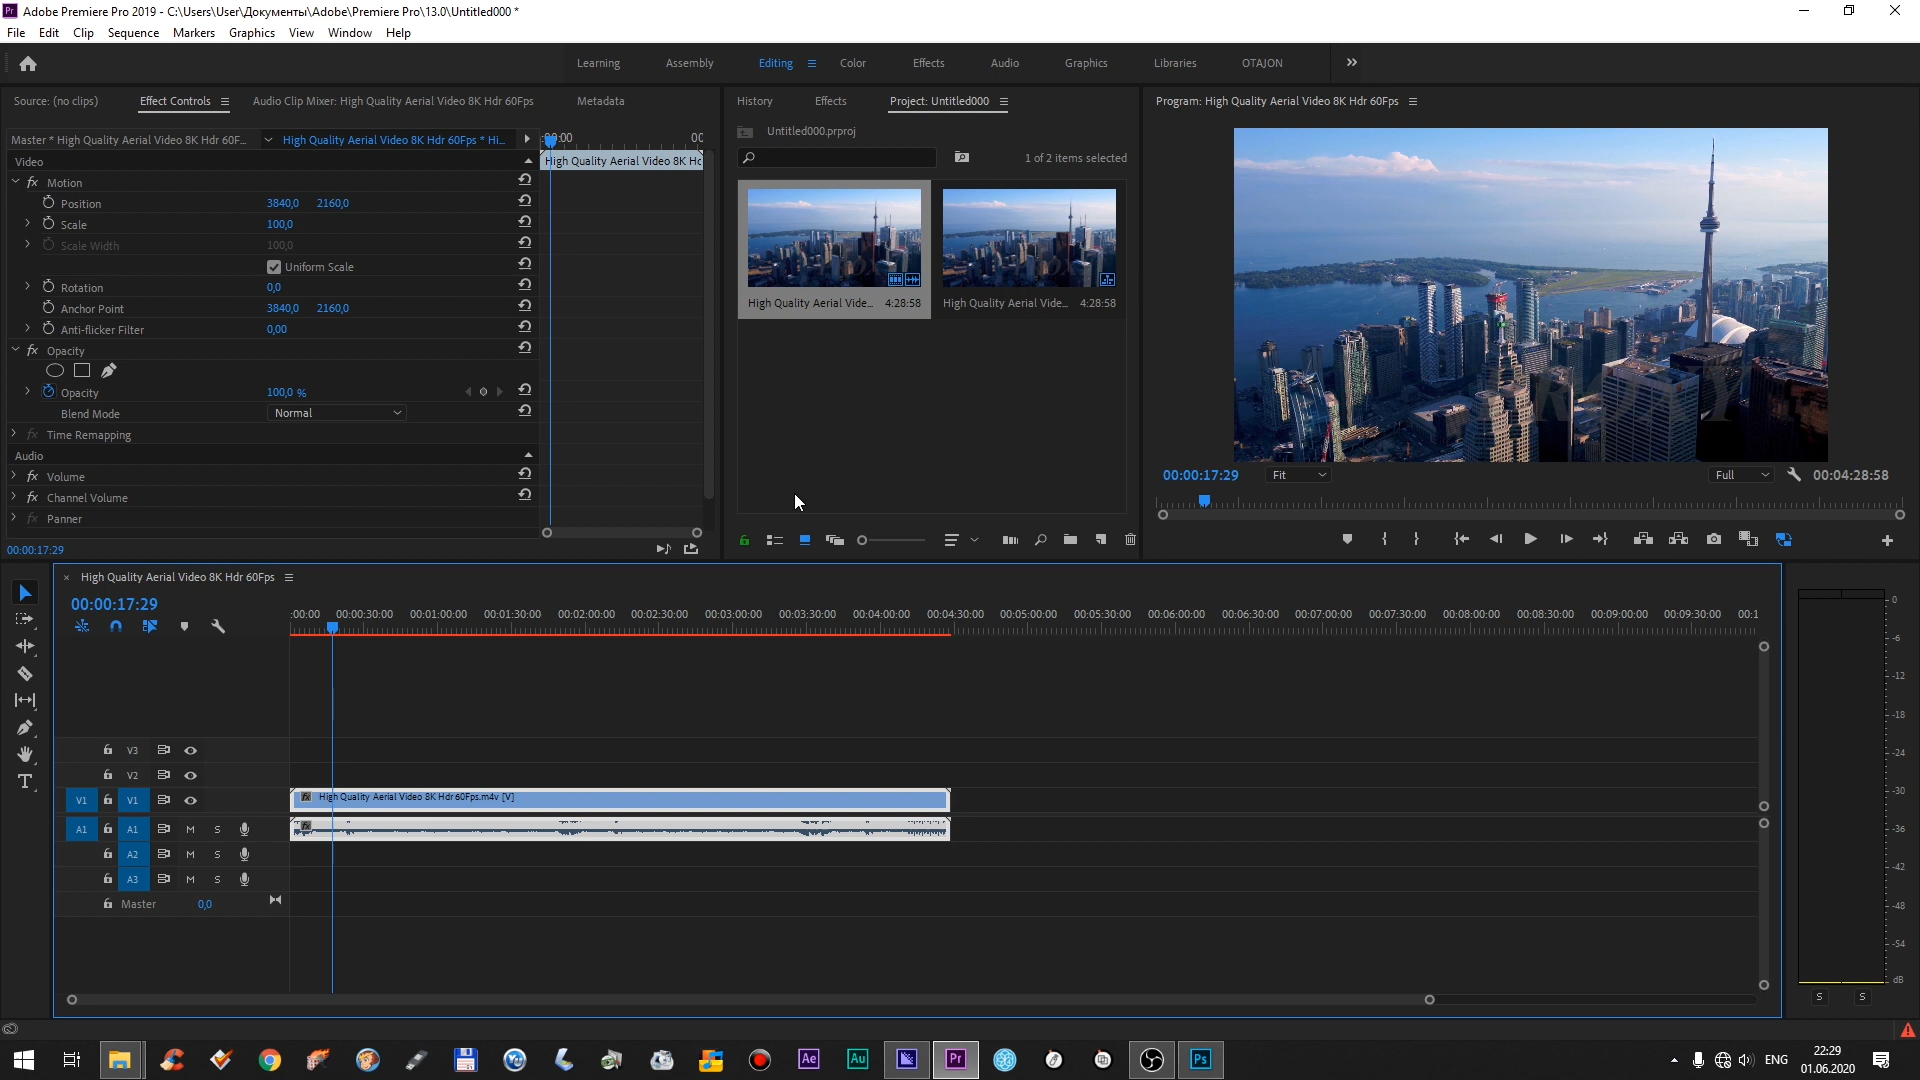 Adobe Premiere Pro 2019 - C:\Users\User\Документы\Adobe\Premiere Pro\13.0\Untitled000 *
File Edit Clip Sequence Markers Graphics View Window Help
Learning Assembly Editing Color Effects Audio Graphics Libraries OTAJON
Source: (no clips) Effect Controls Audio Clip Mixer: High Quality Aerial Video 8K Hdr 60Fps Metadata
Master * High Quality Aerial Video 8K Hdr 60F... High Quality Aerial Video 8K Hdr 60Fps * Hi...
Video
High Quality Aerial Video 8K Hd
fx Motion
Position 3840,0 2160,0
Scale 100,0
Scale Width 100,0
Uniform Scale
Rotation 0,0
Anchor Point 3840,0 2160,0
Anti-flicker Filter 0,00
fx Opacity
Opacity 100,0 %
Blend Mode Normal
fx Time Remapping
Audio
fx Volume
fx Channel Volume
fx Panner
00:00:17:29
History Effects Project: Untitled000
Untitled000.prproj
1 of 2 items selected
High Quality Aerial Vide... 4:28:58
High Quality Aerial Vide... 4:28:58
Program: High Quality Aerial Video 8K Hdr 60Fps
00:00:17:29 Fit Full 00:04:28:58
× High Quality Aerial Video 8K Hdr 60Fps
00:00:17:29
:00:00 00:00:30:00 00:01:00:00 00:01:30:00 00:02:00:00 00:02:30:00 00:03:00:00 00:03:30:00 00:04:00:00 00:04:30:00 00:05:00:00 00:05:30:00 00:06:00:00 00:06:30:00 00:07:00:00 00:07:30:00 00:08:00:00 00:08:30:00 00:09:00:00 00:09:30:00 00:1
V3
V2
V1 V1
fx High Quality Aerial Video 8K Hdr 60Fps.m4v [V]
A1 A1 M S
fx
A2 M S
A3 M S
Master 0,0
0
-6
-12
-18
-24
-30
-36
-42
-48
-54
dB
S S
Ae Au Pr Ps
ENG
22:29
01.06.2020